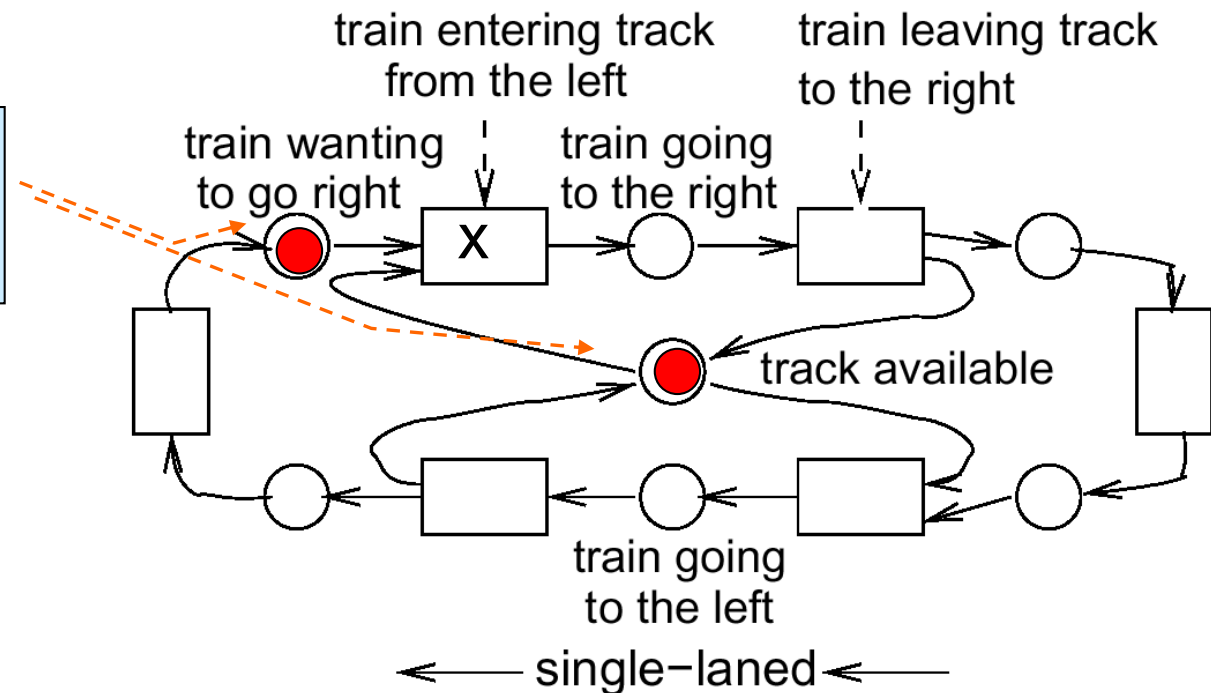 train entering track
from the left
train leaving track
to the right
train wanting
to go right
train going
to the right
x
track available
train going
to the left
single−laned